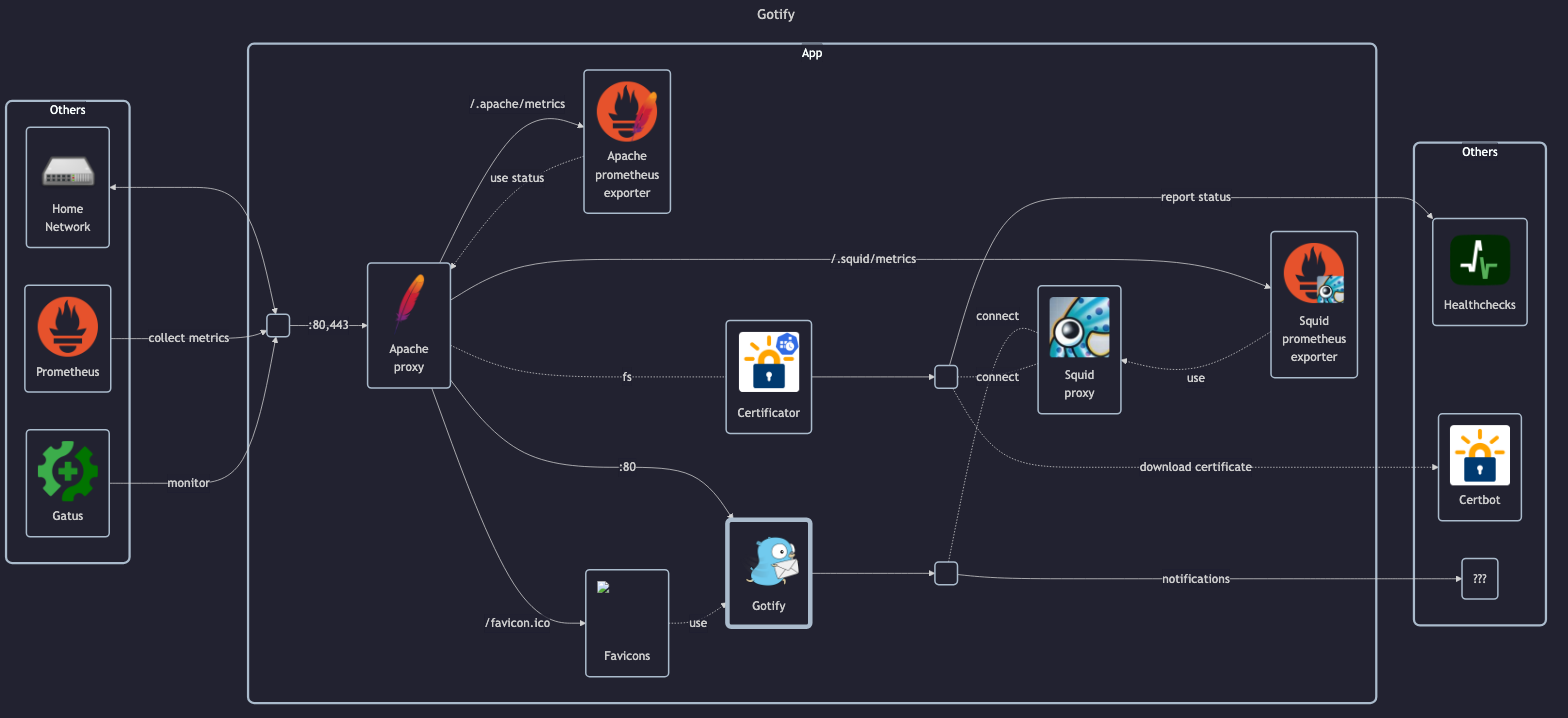 Gotify
App
Others
Home
Network
Prometheus
Gatus
collect metrics
monitor
:80,443
Apache
proxy
/.apache/metrics
use status
Apache
prometheus
exporter
/.squid/metrics
fs
:80
/favicon.ico
Favicons
use
Certificator
Gotify
connect
connect
Squid
proxy
use
Squid
prometheus
exporter
report status
download certificate
notifications
Others
Healthchecks
Certbot
???